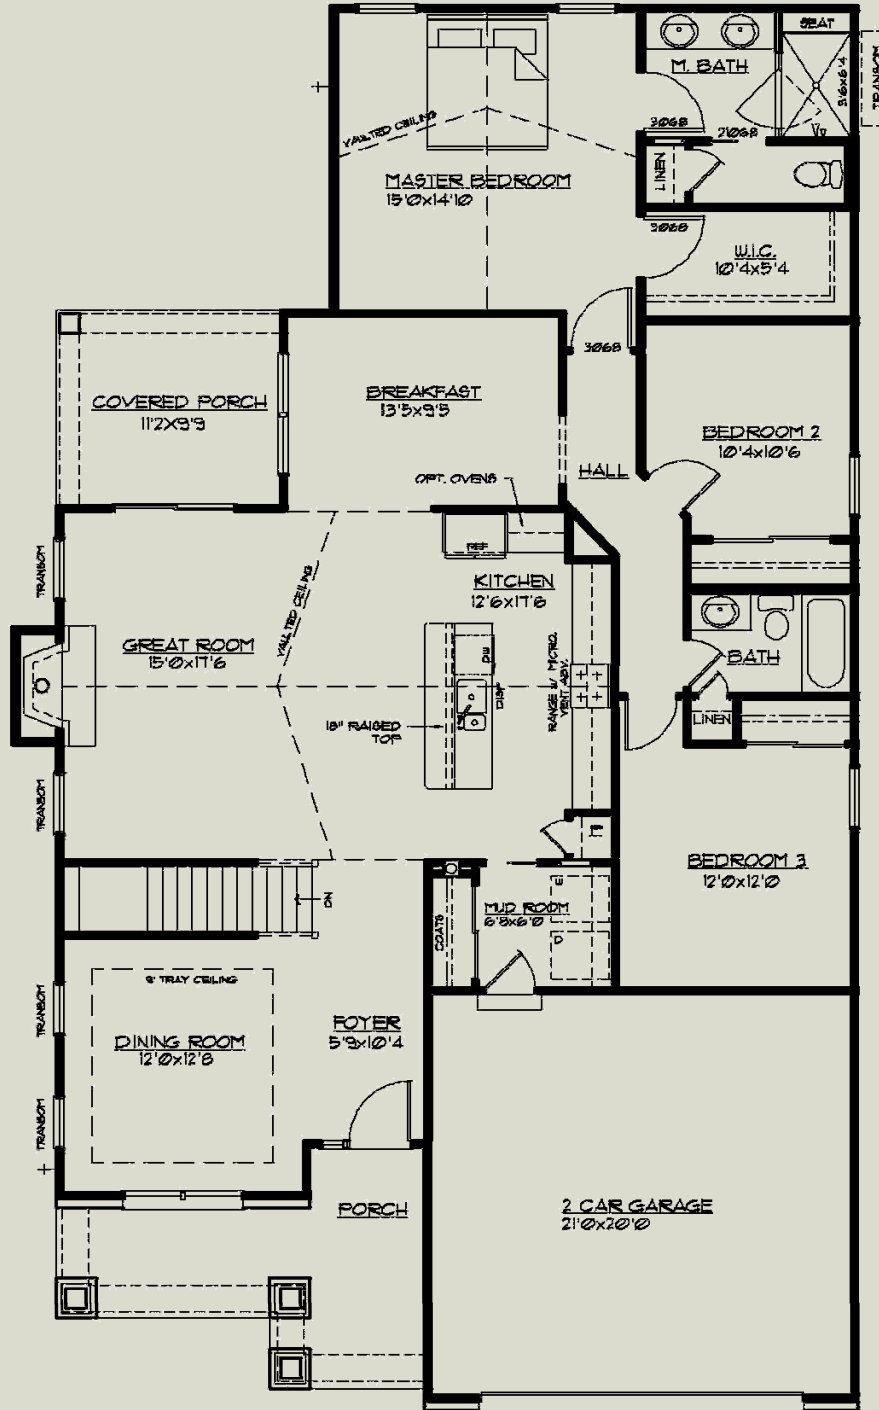 SEAT
M. BATH
3'6x6'4
TRANSOM
VAULTED CEILING
3068
21068
LINEN
MASTER BEDROOM
15'0x14'10
3068
W.I.C.
10'4x5'4
3068
COVERED PORCH
11'2x9'9
BREAKFAST
13'5x9'5
BEDROOM 2
10'4x10'6
HALL
OPT. OVENS
REF
TRANSOM
VAULTED CEILING
KITCHEN
12'6x17'6
GREAT ROOM
15'0x17'6
DW
DISP
RANGE W/ MICRO.
VENT ABV.
BATH
LINEN
18" RAISED
TOP
TRANSOM
BEDROOM 3
12'0x12'0
DN
COATS
MUD ROOM
6'8x6'0
D
9' TRAY CEILING
TRANSOM
DINING ROOM
12'0x12'8
FOYER
5'9x10'4
TRANSOM
PORCH
2 CAR GARAGE
21'0x20'0